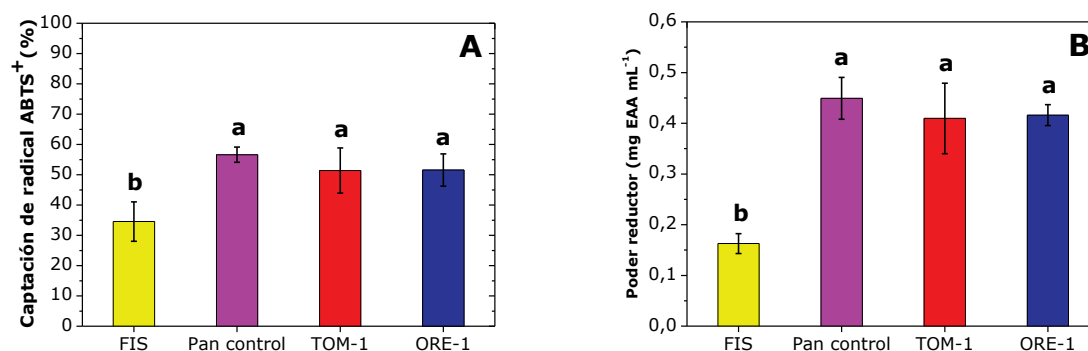 Captación de radical ABTS⁺ (%)
100
90
80
70
60
50
40
30
20
10
0
A
b
a
a
a
FIS
Pan control
TOM-1
ORE-1
Poder reductor (mg EAA mL⁻¹)
0,6
0,5
0,4
0,3
0,2
0,1
0,0
B
b
a
a
a
FIS
Pan control
TOM-1
ORE-1